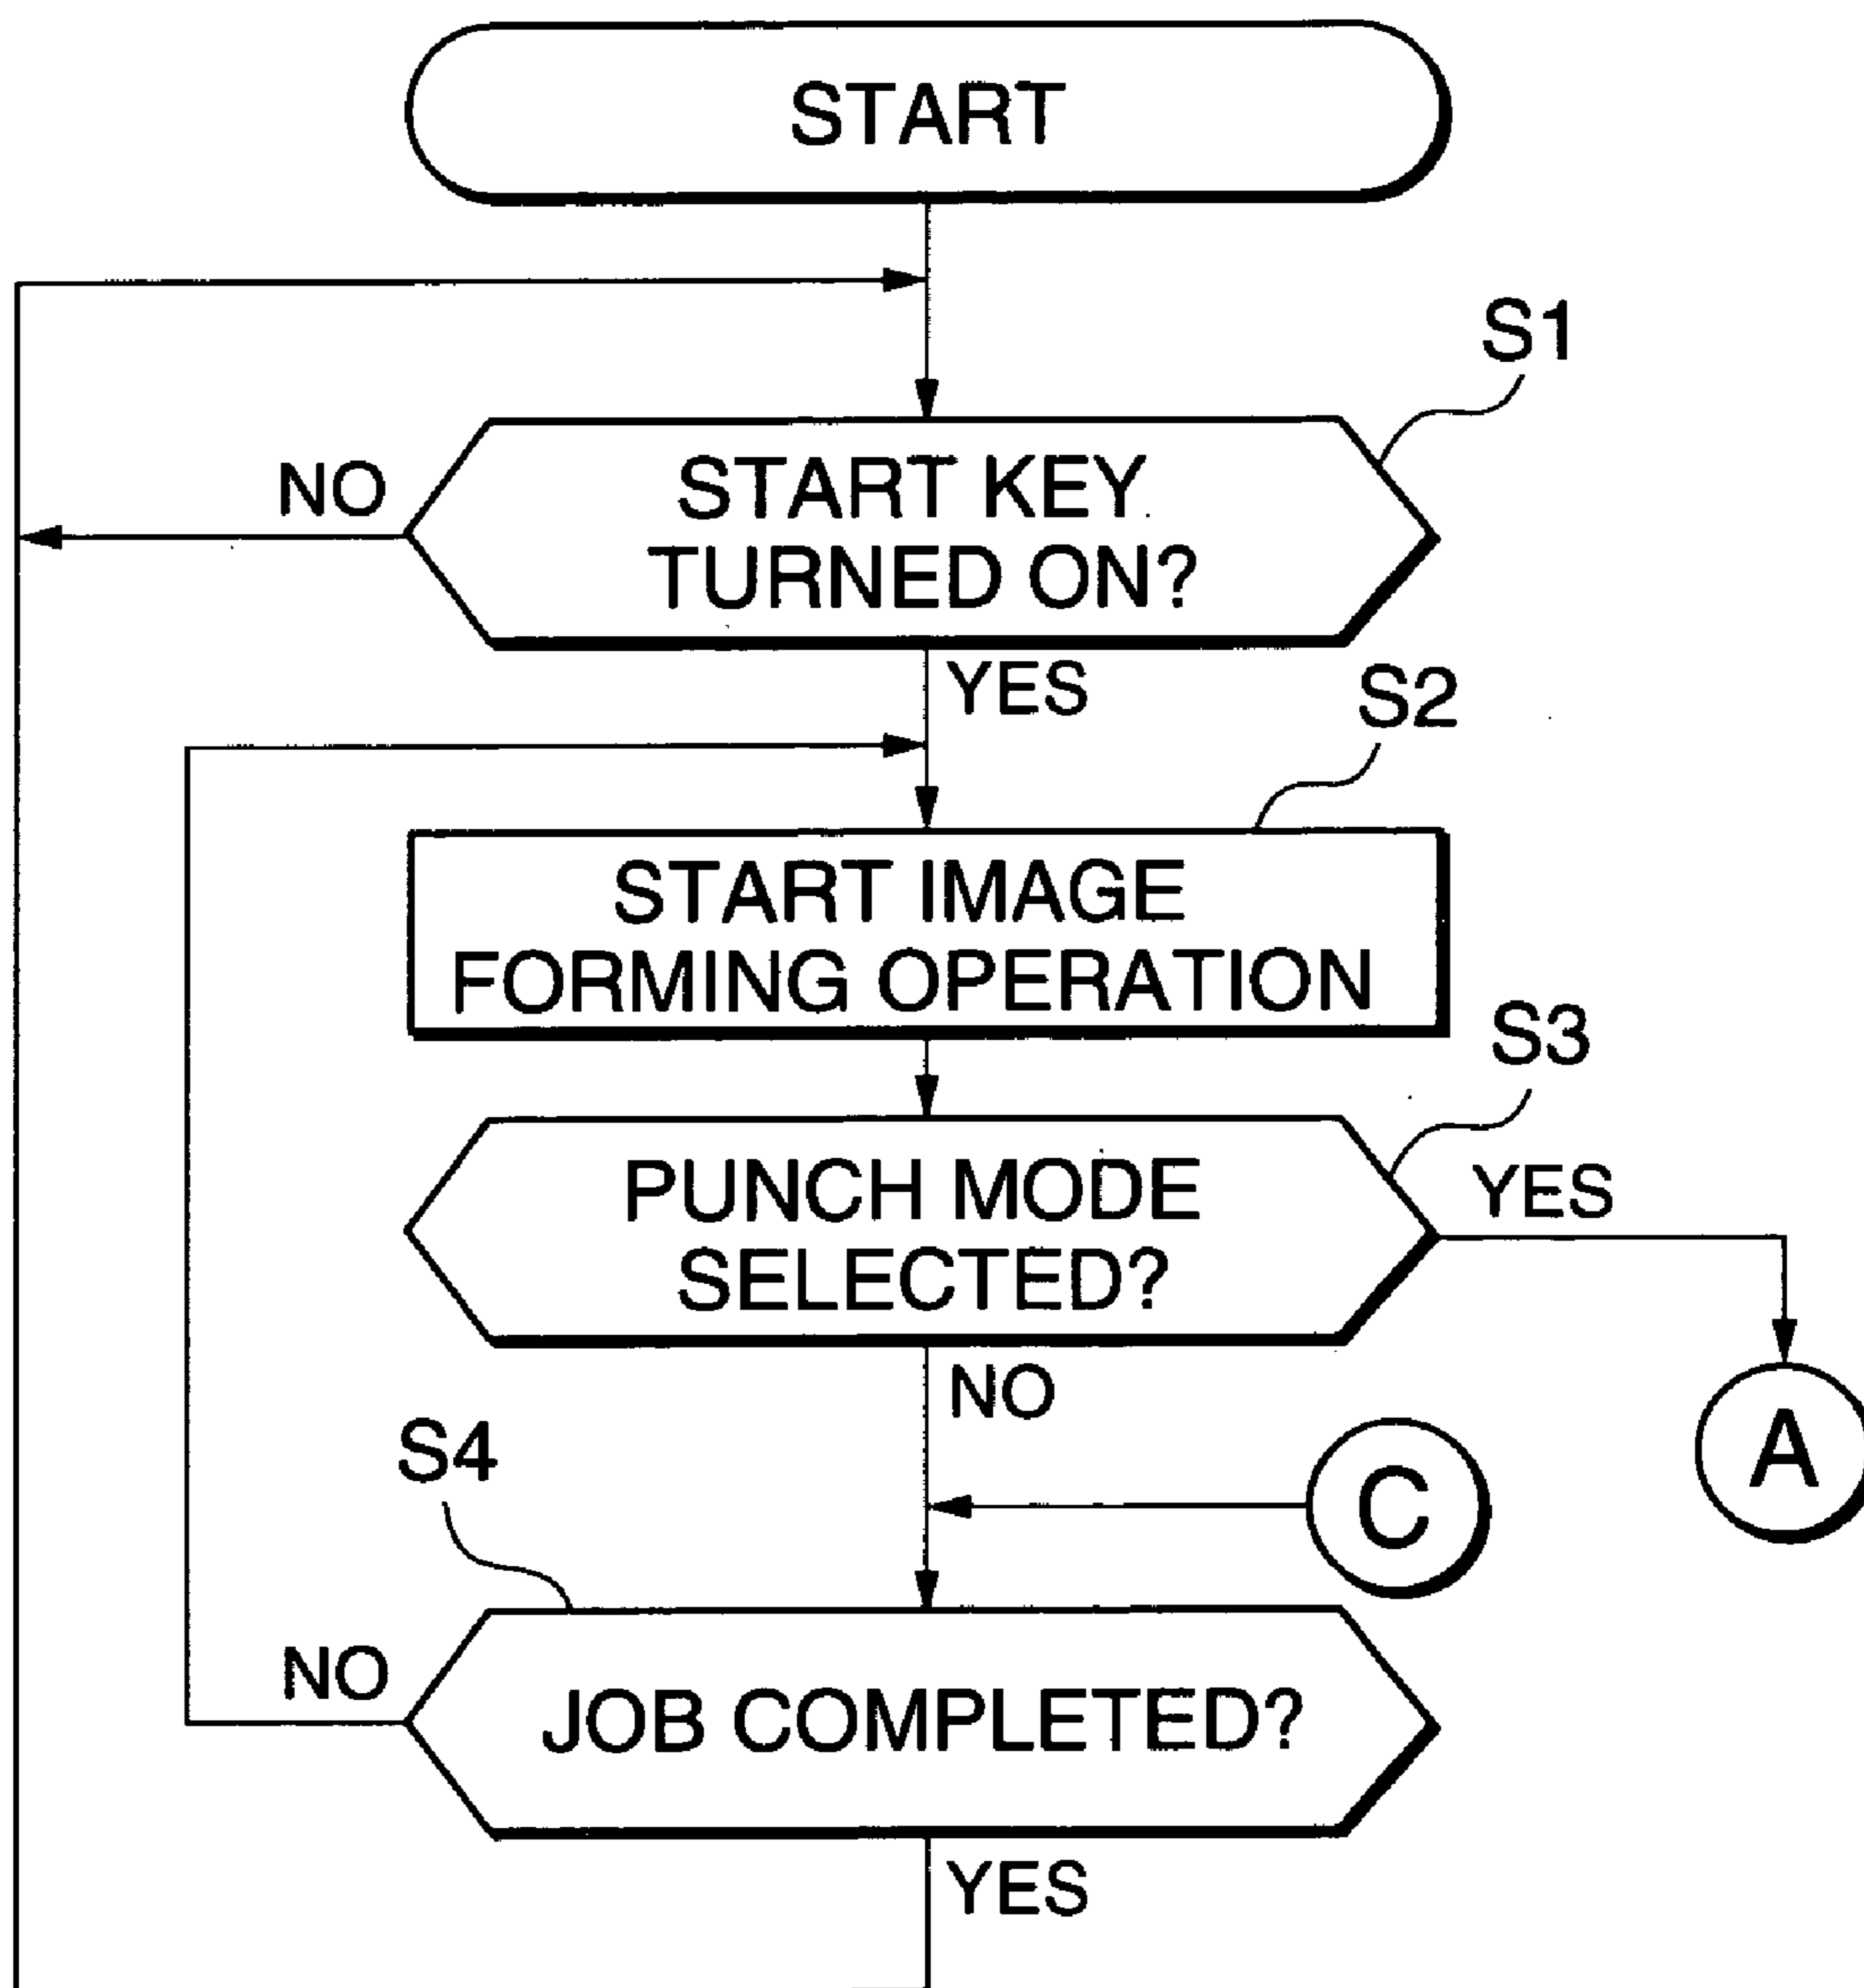 START
S1
NO
START KEY
TURNED ON?
YES
S2
START IMAGE
FORMING OPERATION
S3
PUNCH MODE
SELECTED?
YES
NO
A
S4
C
NO
JOB COMPLETED?
YES